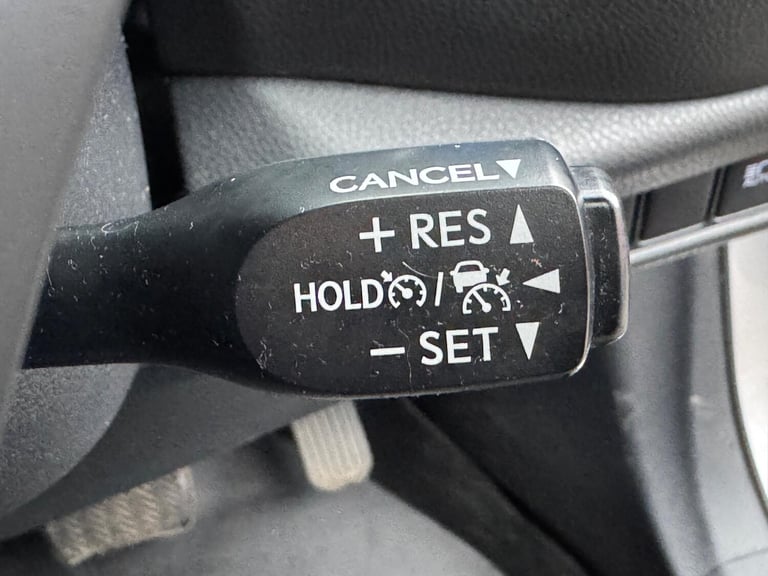 CANCEL▼
+ RES ▲
HOLD / ◀
− SET ▼